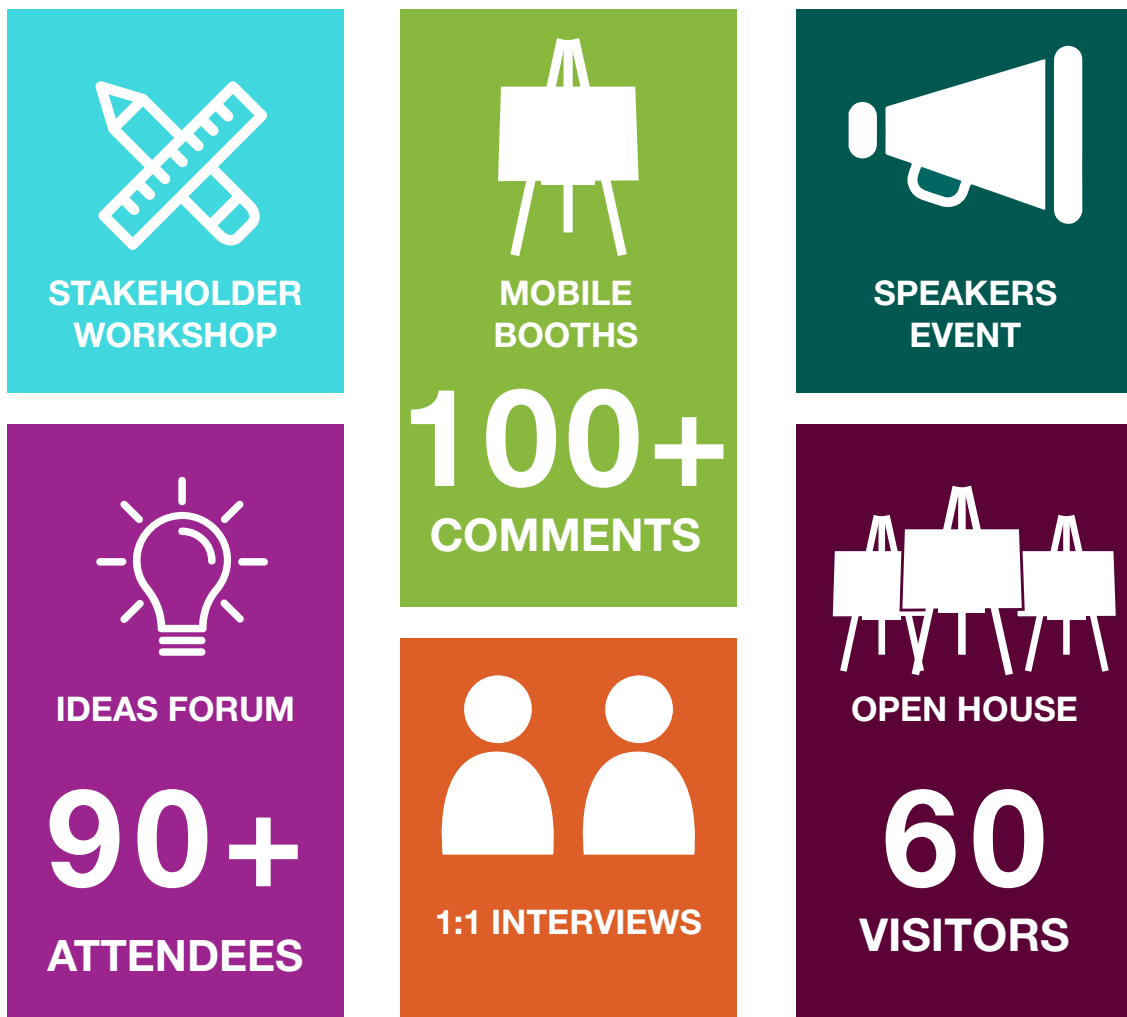 STAKEHOLDER
WORKSHOP
MOBILE
BOOTHS
100+
COMMENTS
SPEAKERS
EVENT
IDEAS FORUM
90+
ATTENDEES
1:1 INTERVIEWS
OPEN HOUSE
60
VISITORS